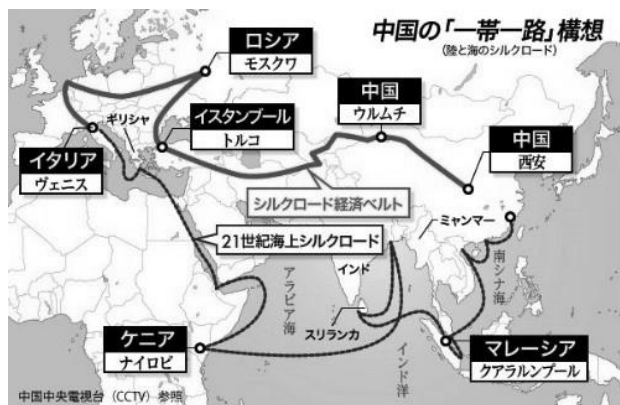 中国の「一帯一路」構想
(陸と海のシルクロード)
ロシア
モスクワ
ギリシャ
イスタンブール
トルコ
中国
ウルムチ
中国
西安
イタリア
ヴェニス
シルクロード経済ベルト
21世紀海上シルクロード
ミャンマー
インド
アラビア海
南シナ海
スリランカ
ケニア
ナイロビ
インド洋
マレーシア
クアラルンプール
中国中央電視台(CCTV)参照